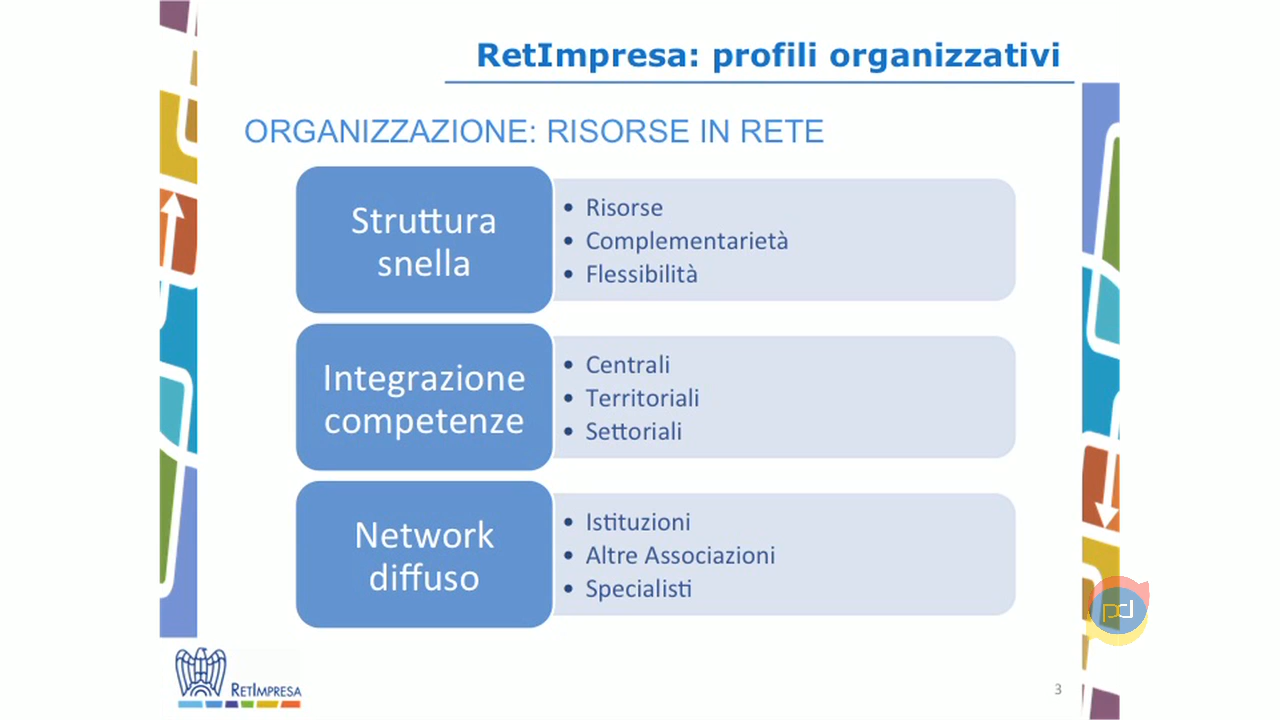 RetImpresa: profili organizzativi
ORGANIZZAZIONE: RISORSE IN RETE
Struttura
snella
• Risorse
• Complementarietà
• Flessibilità
Integrazione
competenze
• Centrali
• Territoriali
• Settoriali
Network
diffuso
• Istituzioni
• Altre Associazioni
• Specialisti
pd
RETIMPRESA
3